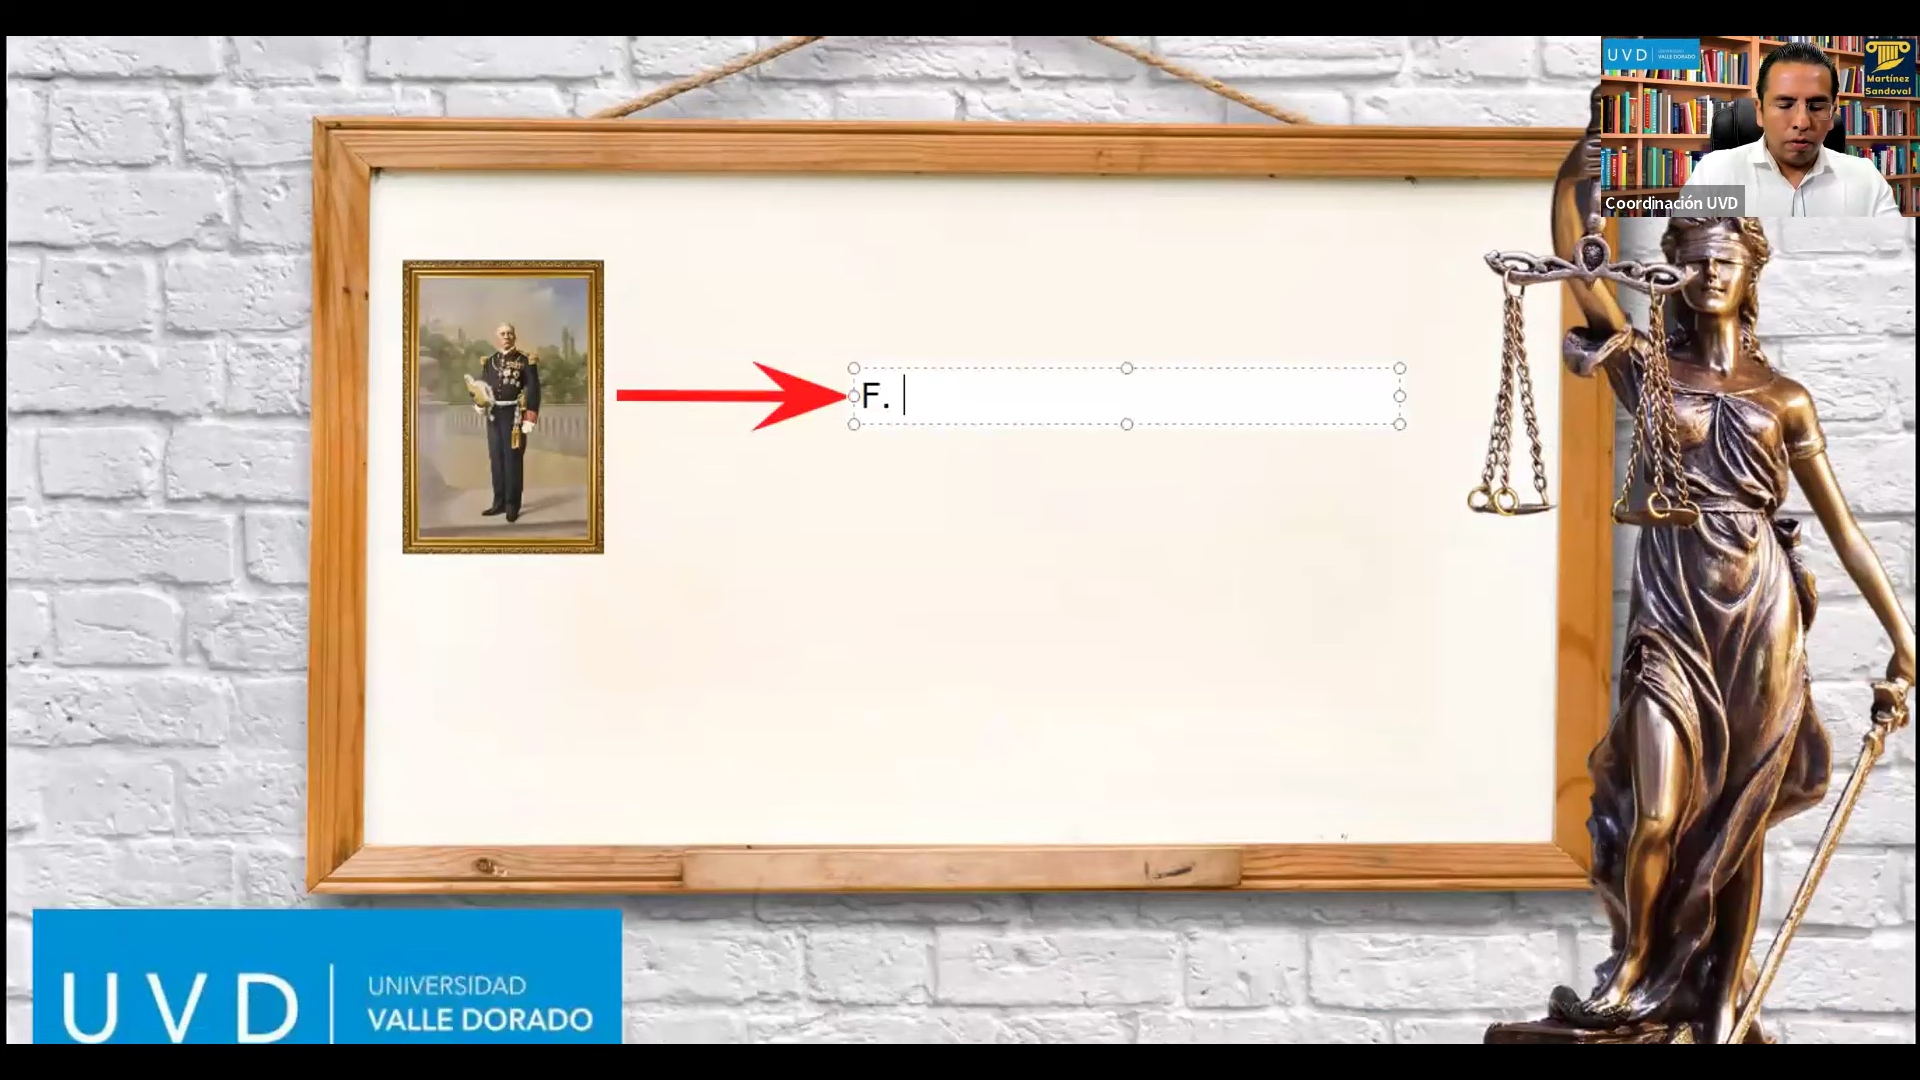 UVD
UNIVERSIDAD
VALLE DORADO
Martínez
Sandoval
Coordinación UVD
F.
UVD
UNIVERSIDAD
VALLE DORADO